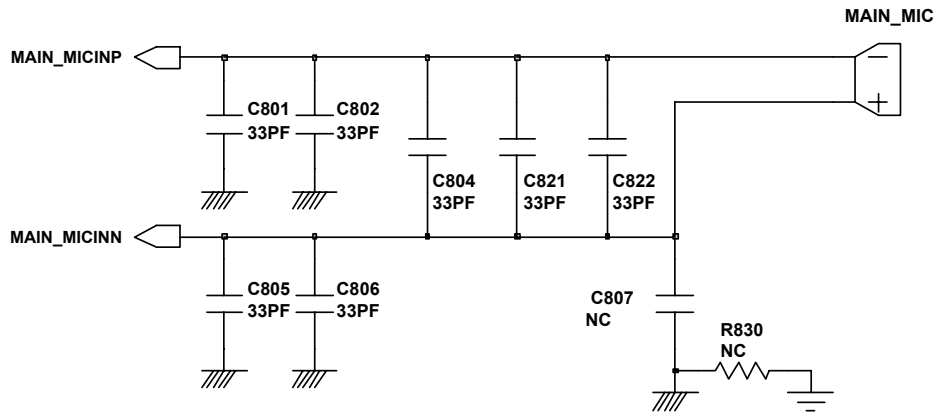 MAIN_MIC
MAIN_MICINP
C801
33PF
C802
33PF
C804
33PF
C821
33PF
C822
33PF
MAIN_MICINN
C805
33PF
C806
33PF
C807
NC
R830
NC